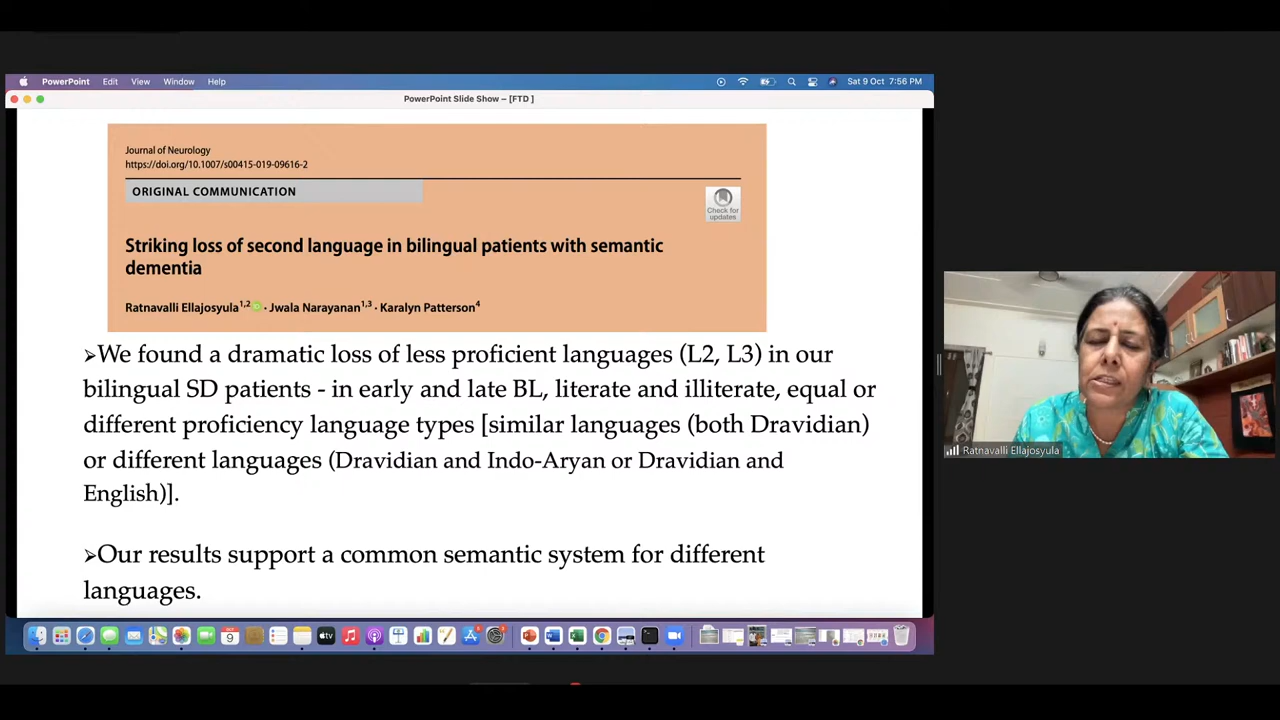 PowerPoint Edit View Window Help Sat 9 Oct 7:56 PM
PowerPoint Slide Show – [FTD ]
Journal of Neurology
https://doi.org/10.1007/s00415-019-09616-2
ORIGINAL COMMUNICATION
Check for
updates
Striking loss of second language in bilingual patients with semantic
dementia
Ratnavalli Ellajosyula1,2 · Jwala Narayanan1,3 · Karalyn Patterson4
➢We found a dramatic loss of less proficient languages (L2, L3) in our
bilingual SD patients - in early and late BL, literate and illiterate, equal or
different proficiency language types [similar languages (both Dravidian)
or different languages (Dravidian and Indo-Aryan or Dravidian and
English)].
➢Our results support a common semantic system for different
languages.
Ratnavalli Ellajosyula